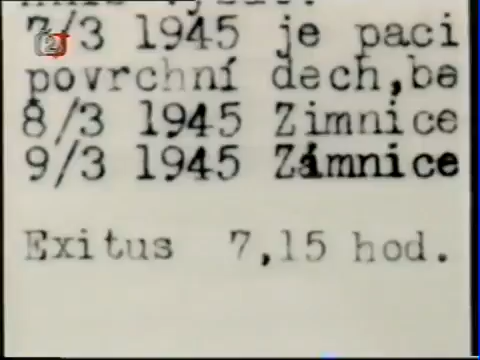 7/3 1945 je paci
povrchní dech,be
8/3 1945 Zimnice
9/3 1945 Zimnice
Exitus 7,15 hod.